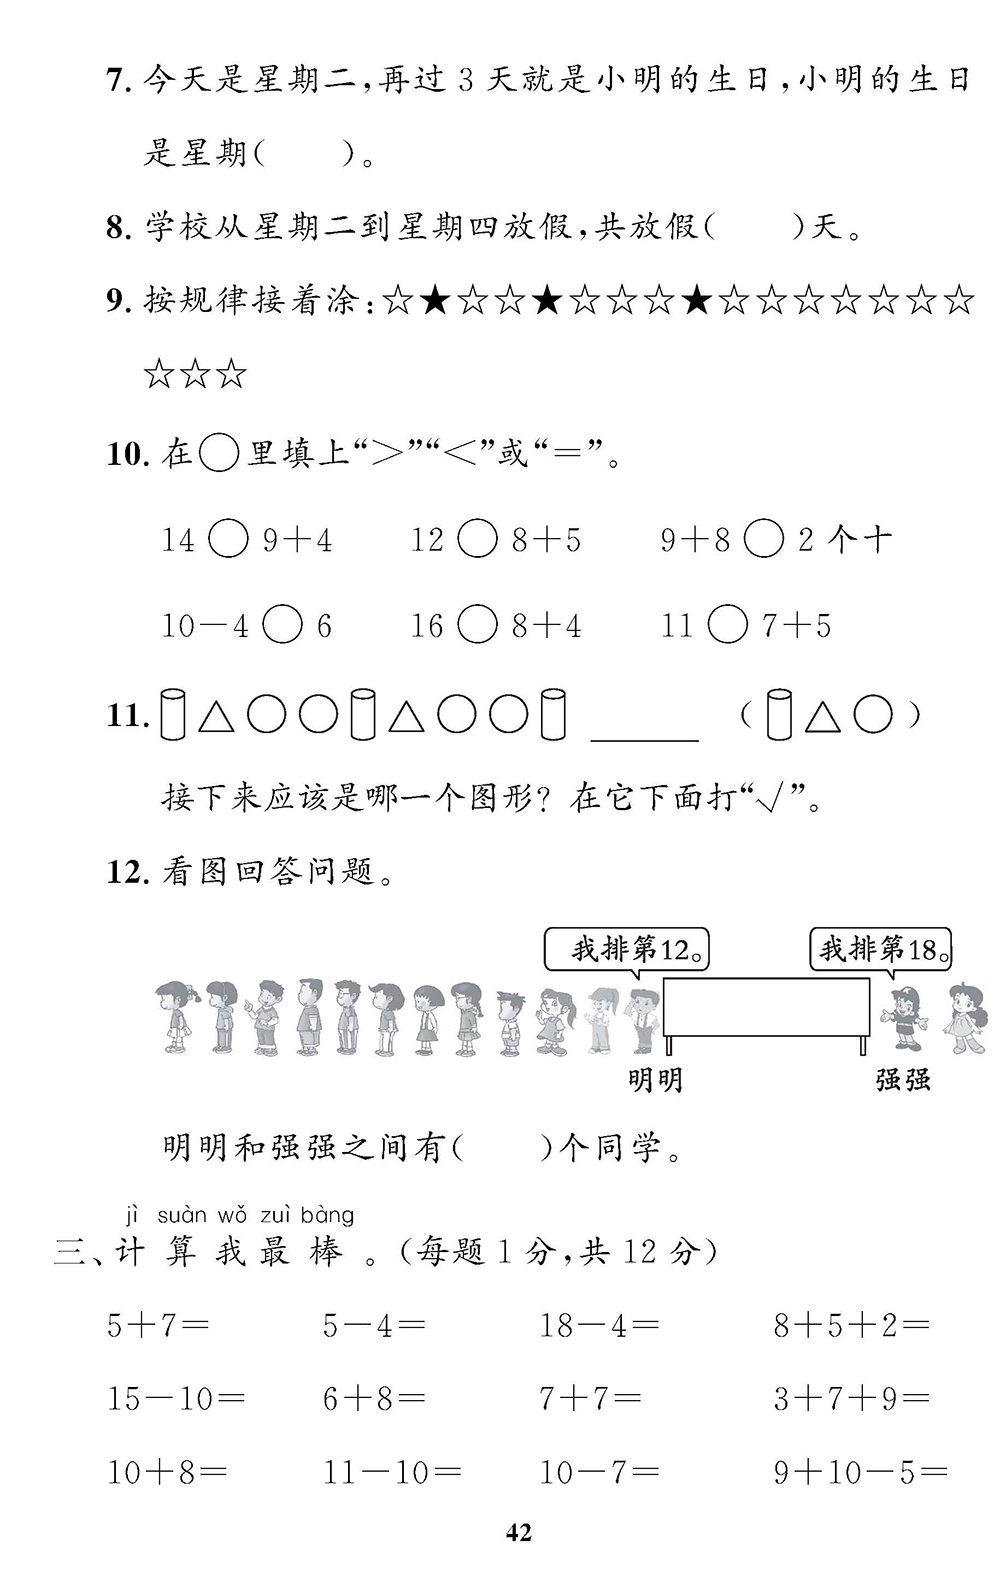 7. 今天是星期二,再过 3 天就是小明的生日,小明的生日
是星期(　　)。
8. 学校从星期二到星期四放假,共放假(　　)天。
9. 按规律接着涂:☆★☆☆★☆☆☆★☆☆☆☆☆☆☆
☆☆☆
10. 在○里填上“>”“<”或“=”。
14 ○ 9+4　12 ○ 8+5　9+8 ○ 2 个十
10-4 ○ 6　16 ○ 8+4　11 ○ 7+5
11. ______ (　)
接下来应该是哪一个图形? 在它下面打“√”。
12. 看图回答问题。
我排第12。　我排第18。
明明　强强
明明和强强之间有(　　)个同学。
jì suàn wǒ zuì bàng
三、计算我最棒。(每题 1 分,共 12 分)
5+7=　5-4=　18-4=　8+5+2=
15-10=　6+8=　7+7=　3+7+9=
10+8=　11-10=　10-7=　9+10-5=
42